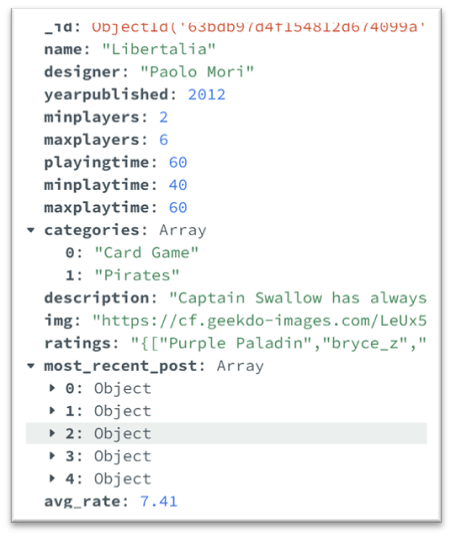 _id: ObjectId('63bdb97d4f154812d674099a'
name: "Libertalia"
designer: "Paolo Mori"
yearpublished: 2012
minplayers: 2
maxplayers: 6
playingtime: 60
minplaytime: 40
maxplaytime: 60
categories: Array
0: "Card Game"
1: "Pirates"
description: "Captain Swallow has always
img: "https://cf.geekdo-images.com/LeUx5
ratings: "{["Purple Paladin","bryce_z","
most_recent_post: Array
0: Object
1: Object
2: Object
3: Object
4: Object
avg_rate: 7.41